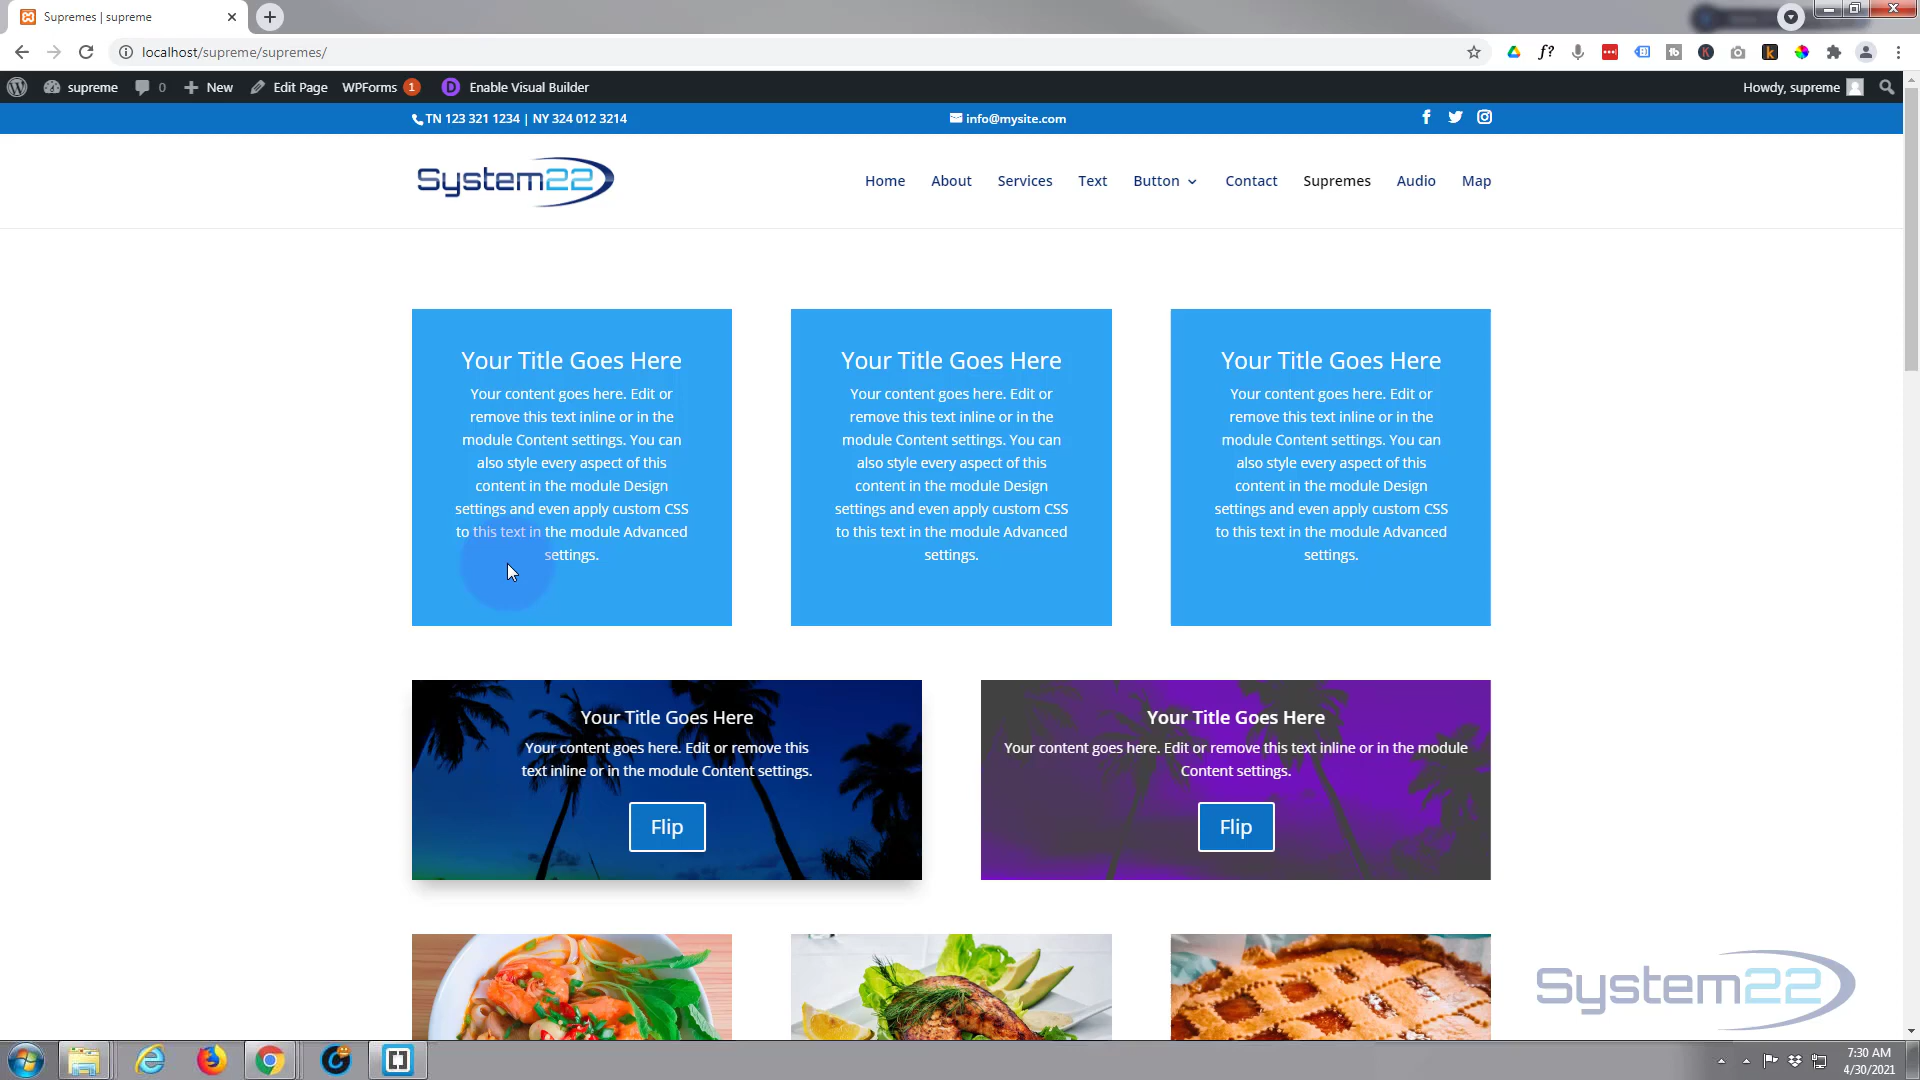 Supremes | supreme
localhost/supreme/supremes/
supreme 0 New Edit Page WPForms 1 D Enable Visual Builder Howdy, supreme
TN 123 321 1234 | NY 324 012 3214 info@mysite.com
System22 Home About Services Text Button Contact Supremes Audio Map
Your Title Goes Here
Your content goes here. Edit or
remove this text inline or in the
module Content settings. You can
also style every aspect of this
content in the module Design
settings and even apply custom CSS
to this text in the module Advanced
settings.
Your Title Goes Here
Your content goes here. Edit or
remove this text inline or in the
module Content settings. You can
also style every aspect of this
content in the module Design
settings and even apply custom CSS
to this text in the module Advanced
settings.
Your Title Goes Here
Your content goes here. Edit or
remove this text inline or in the
module Content settings. You can
also style every aspect of this
content in the module Design
settings and even apply custom CSS
to this text in the module Advanced
settings.
Your Title Goes Here
Your content goes here. Edit or remove this
text inline or in the module Content settings.
Flip
Your Title Goes Here
Your content goes here. Edit or remove this text inline or in the module
Content settings.
Flip
System22
7:30 AM
4/30/2021